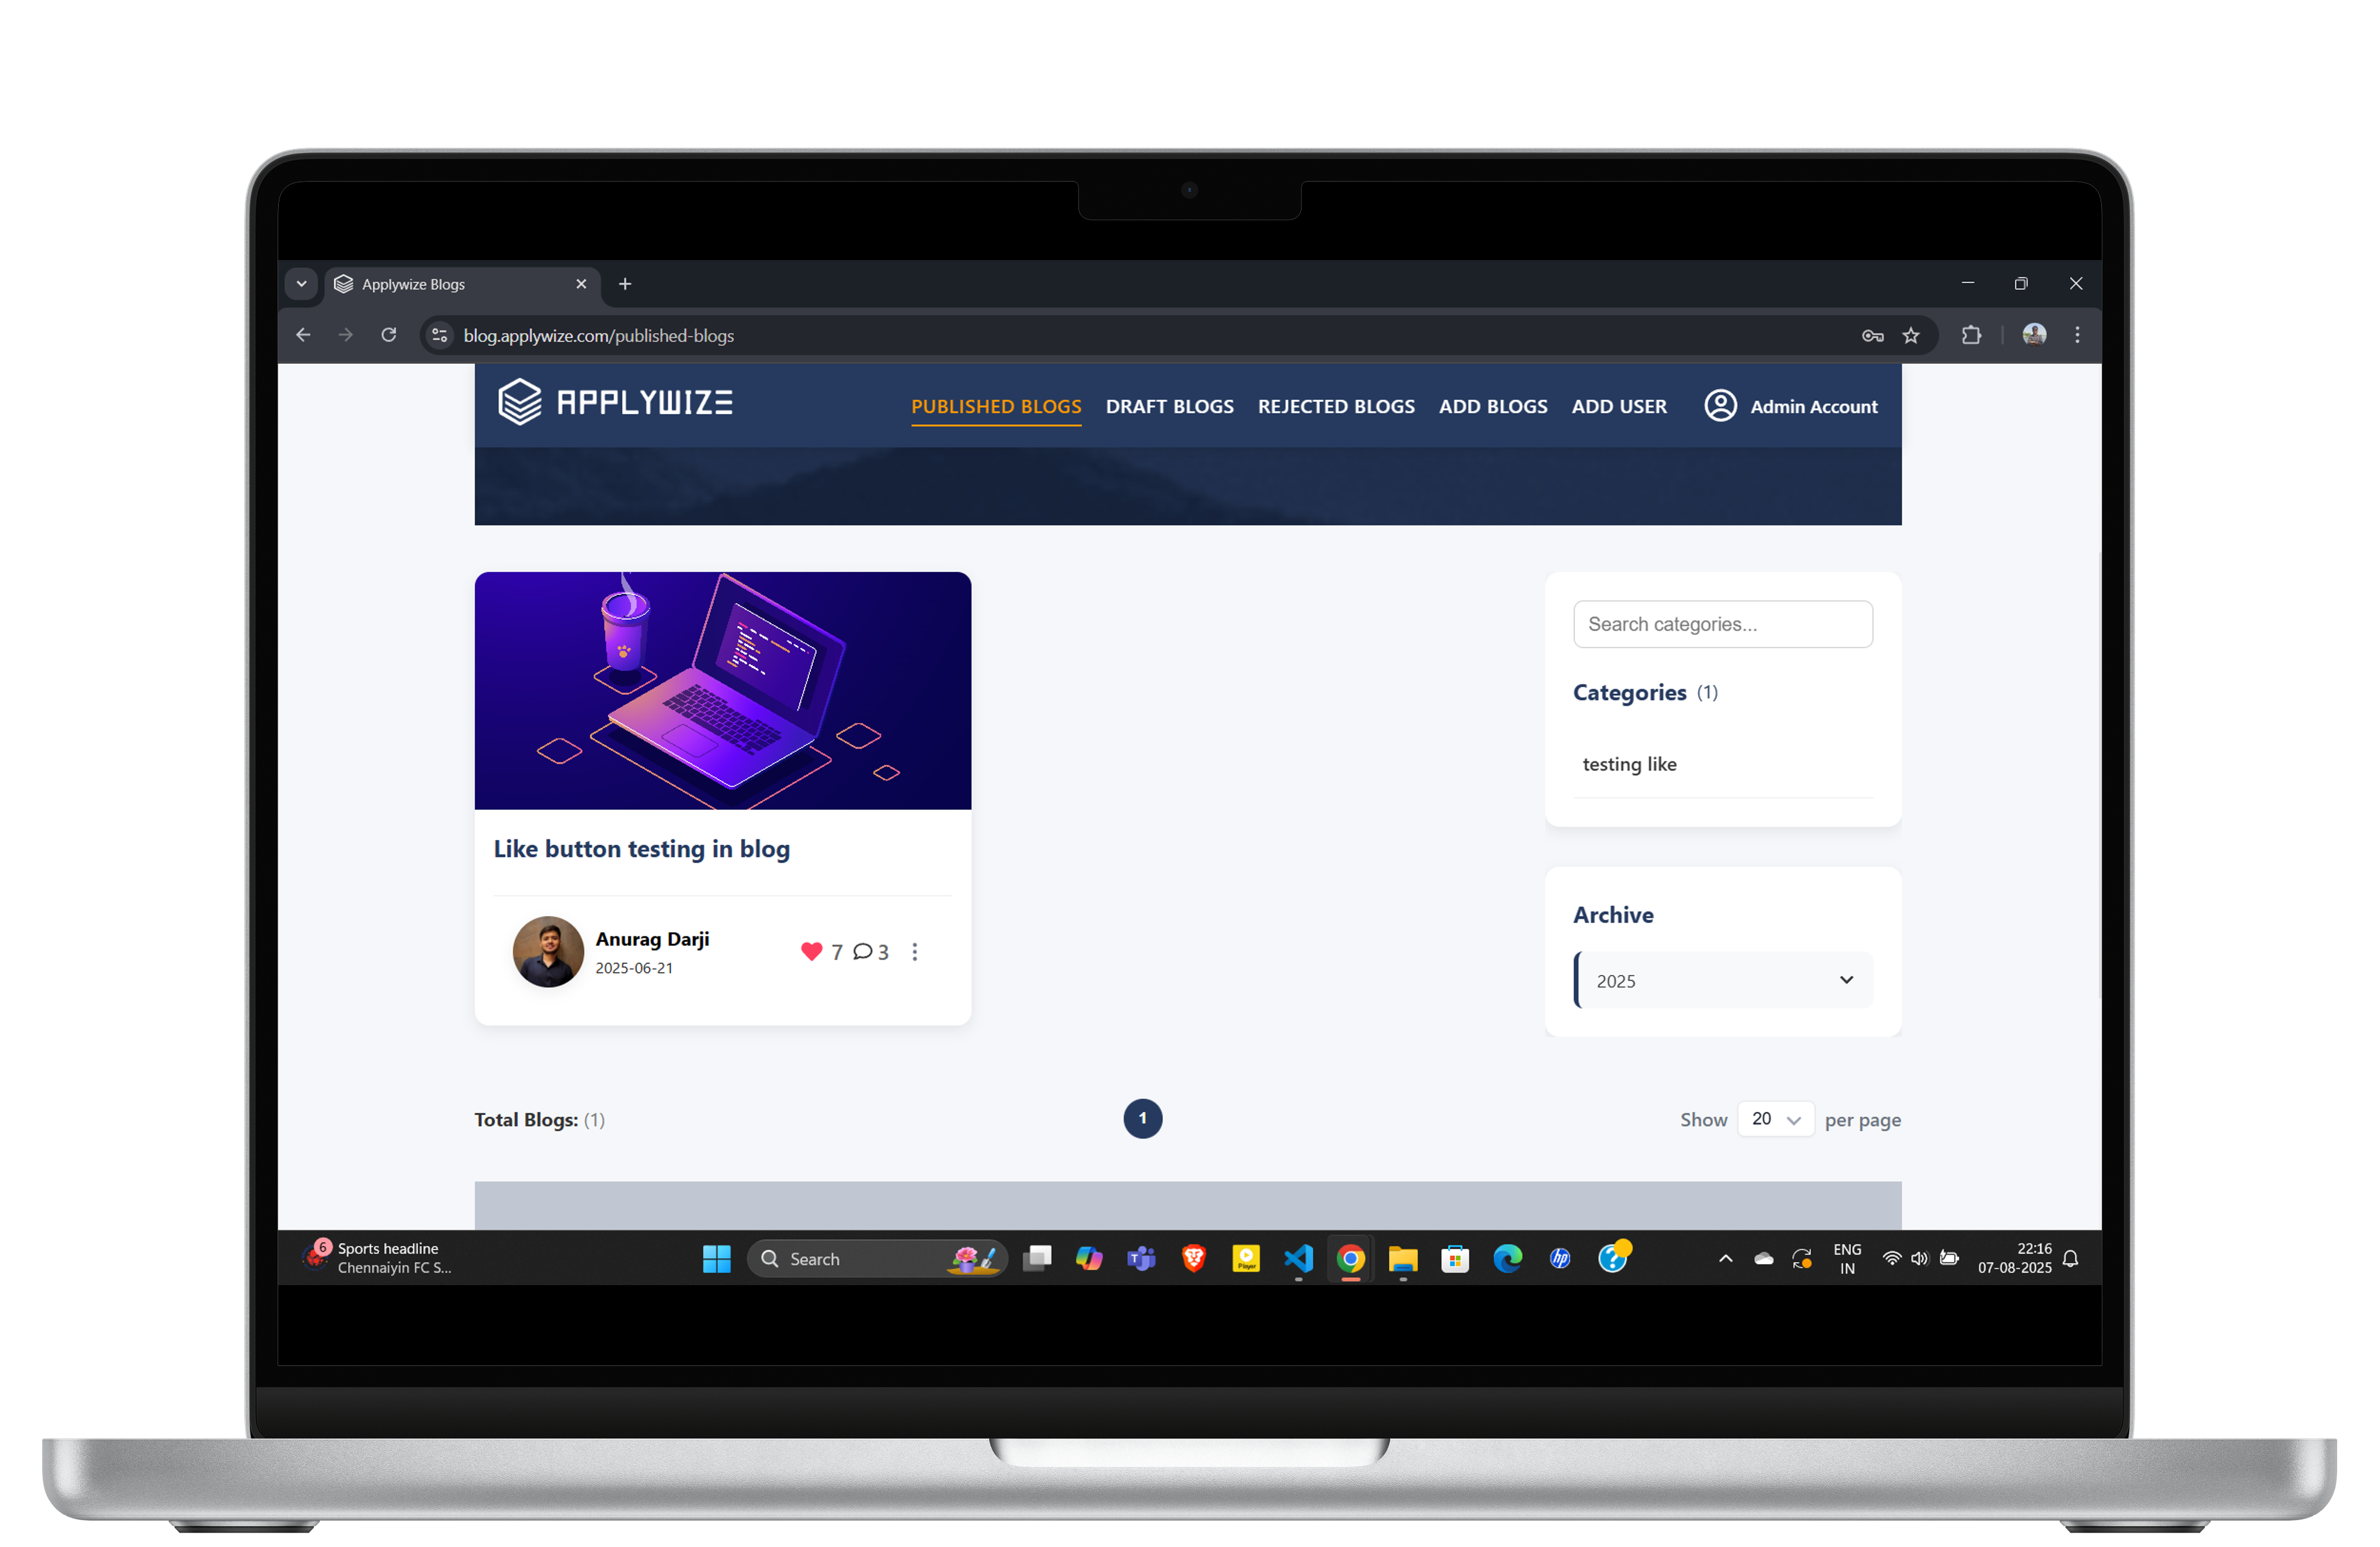 Applywize Blogs
blog.applywize.com/published-blogs
APPLYWIZE
PUBLISHED BLOGS
DRAFT BLOGS
REJECTED BLOGS
ADD BLOGS
ADD USER
Admin Account
Search categories...
Categories (1)
testing like
Like button testing in blog
Anurag Darji
2025-06-21
7
3
Archive
2025
Total Blogs: (1)
1
Show 20 per page
6
Sports headline
Chennaiyin FC S...
Search
T
Player
hp
?
ENG
IN
22:16
07-08-2025